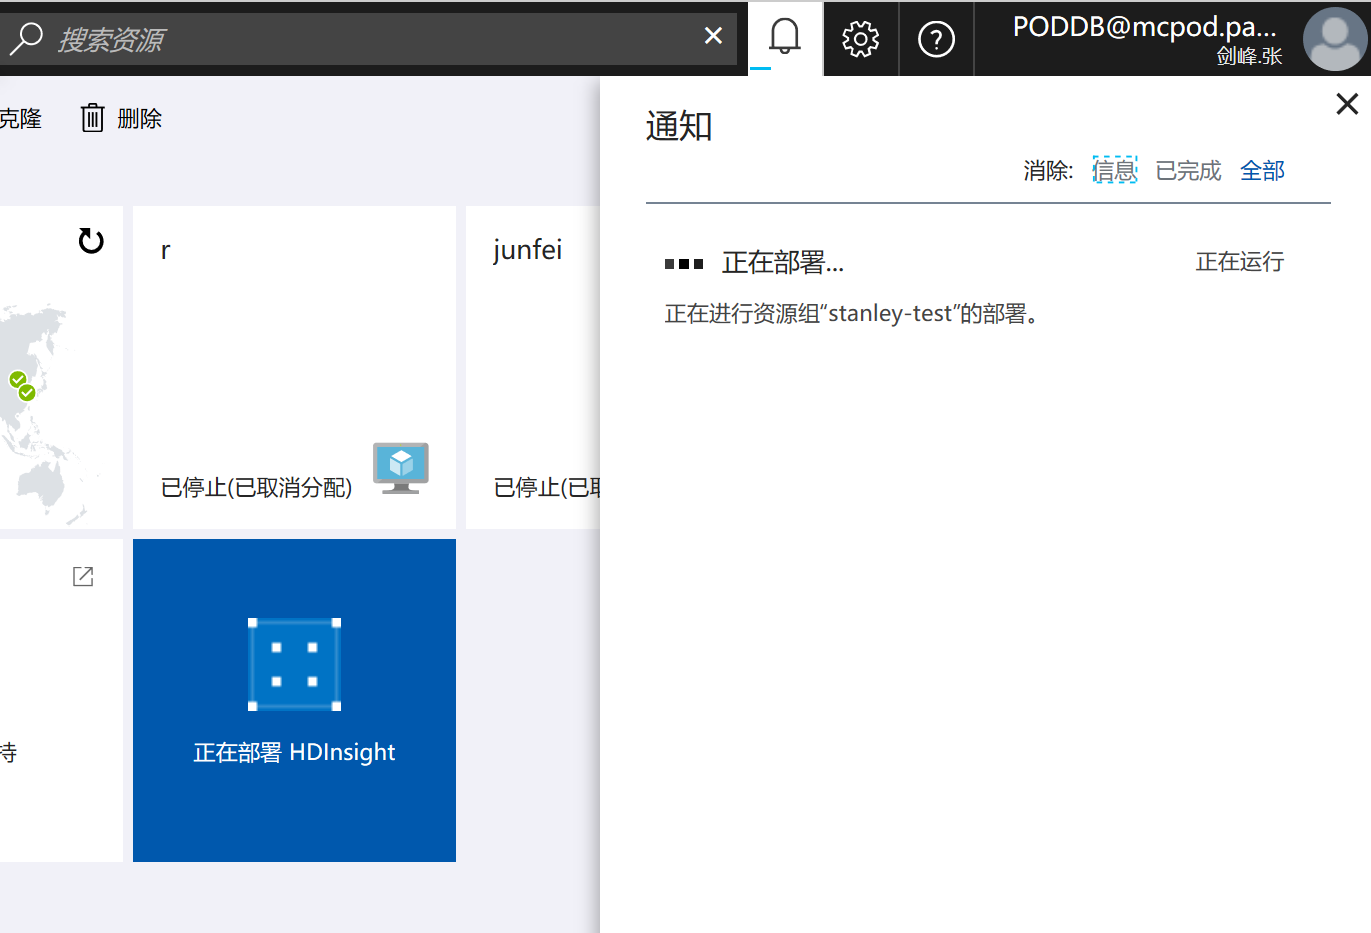 搜索资源
PODDB@mcpod.pa...
剑峰.张
克隆
删除
通知
消除:
信息
已完成
全部
r
junfei
正在部署...
正在运行
正在进行资源组“stanley-test”的部署。
已停止(已取消分配)
已停止(已取
持
正在部署 HDInsight